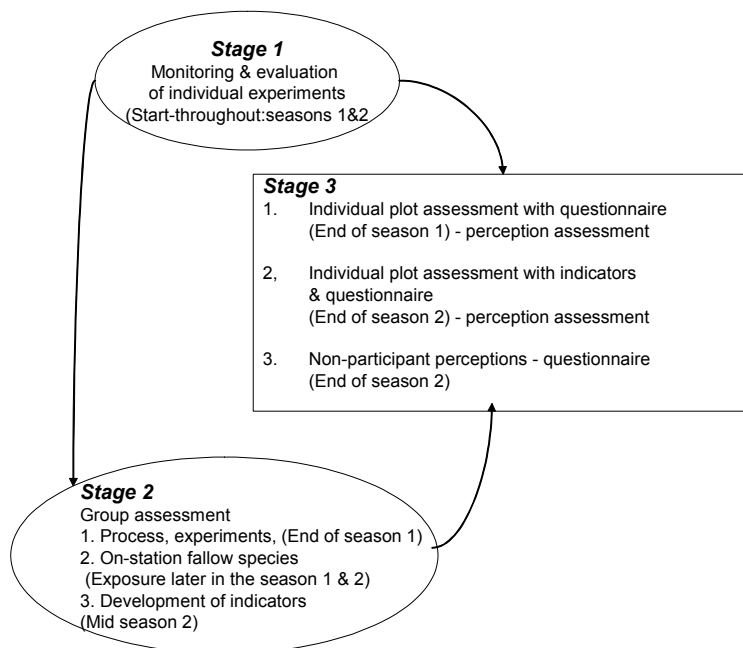 Stage 1
Monitoring & evaluation
of individual experiments
(Start-throughout:seasons 1&2
Stage 3
1. Individual plot assessment with questionnaire
(End of season 1) - perception assessment
2, Individual plot assessment with indicators
& questionnaire
(End of season 2) - perception assessment
3. Non-participant perceptions - questionnaire
(End of season 2)
Stage 2
Group assessment
1. Process, experiments, (End of season 1)
2. On-station fallow species
(Exposure later in the season 1 & 2)
3. Development of indicators
(Mid season 2)